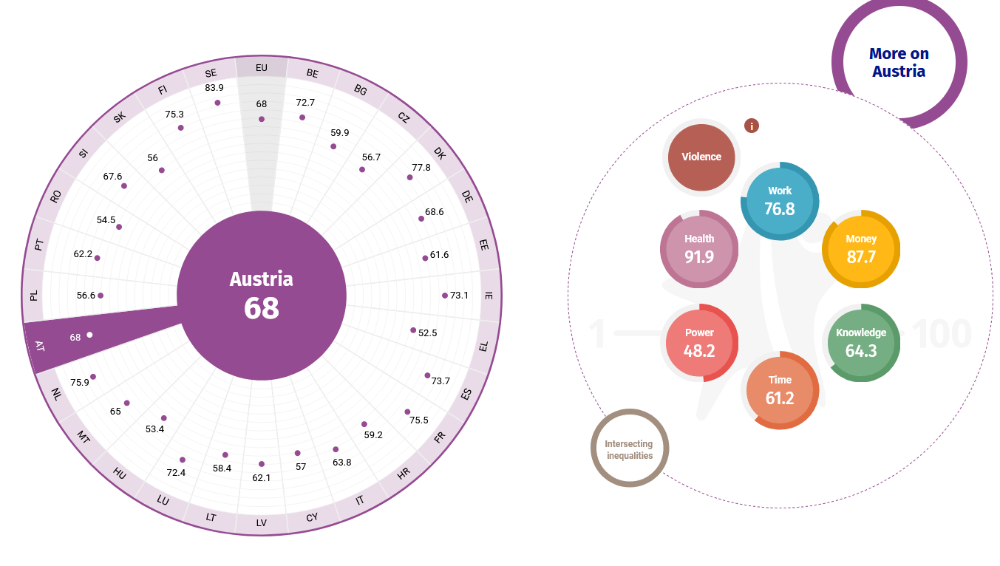 EU
68
BE
72.7
BG
59.9
CZ
56.7
DK
77.8
DE
68.6
EE
61.6
IE
73.1
EL
52.5
ES
73.7
FR
75.5
HR
59.2
IT
63.8
CY
57
LV
62.1
LT
58.4
LU
72.4
HU
53.4
MT
65
NL
75.9
AT
68
PL
56.6
PT
62.2
RO
54.5
SI
67.6
SK
56
FI
75.3
SE
83.9
Austria
68
More on
Austria
Violence
i
Work
76.8
Health
91.9
Money
87.7
1
100
Power
48.2
Knowledge
64.3
Time
61.2
Intersecting
inequalities